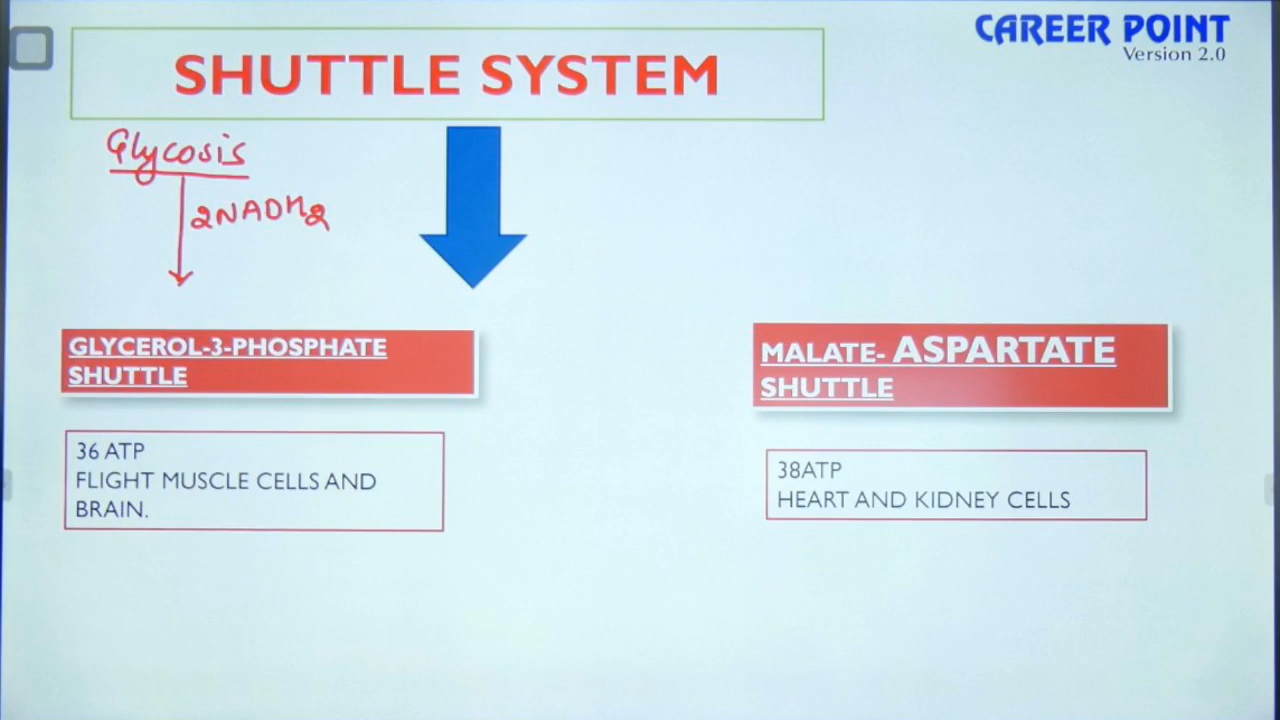 CAREER POINT
Version 2.0
SHUTTLE SYSTEM
Glycosis
2NADH2
GLYCEROL-3-PHOSPHATE
SHUTTLE
36 ATP
FLIGHT MUSCLE CELLS AND
BRAIN.
MALATE- ASPARTATE
SHUTTLE
38ATP
HEART AND KIDNEY CELLS